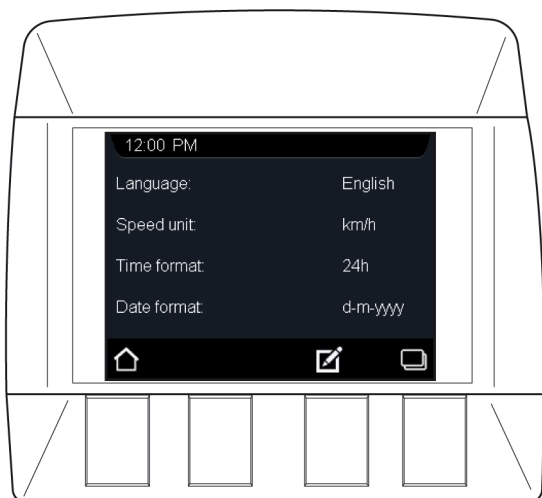 12:00 PM
Language: English
Speed unit: km/h
Time format: 24h
Date format: d-m-yyyy